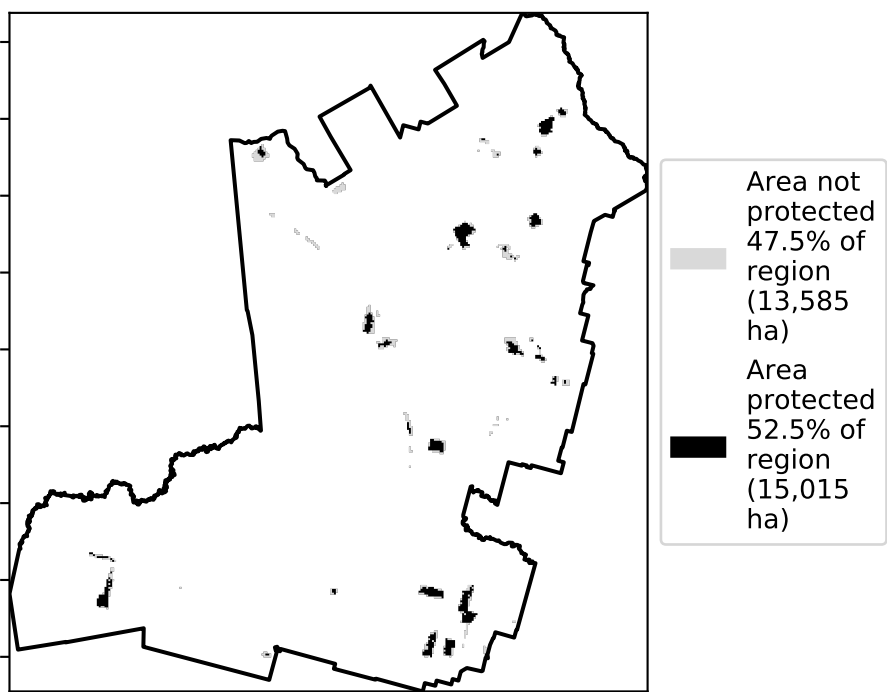 Area not
protected
47.5% of
region
(13,585
ha)
Area
protected
52.5% of
region
(15,015
ha)